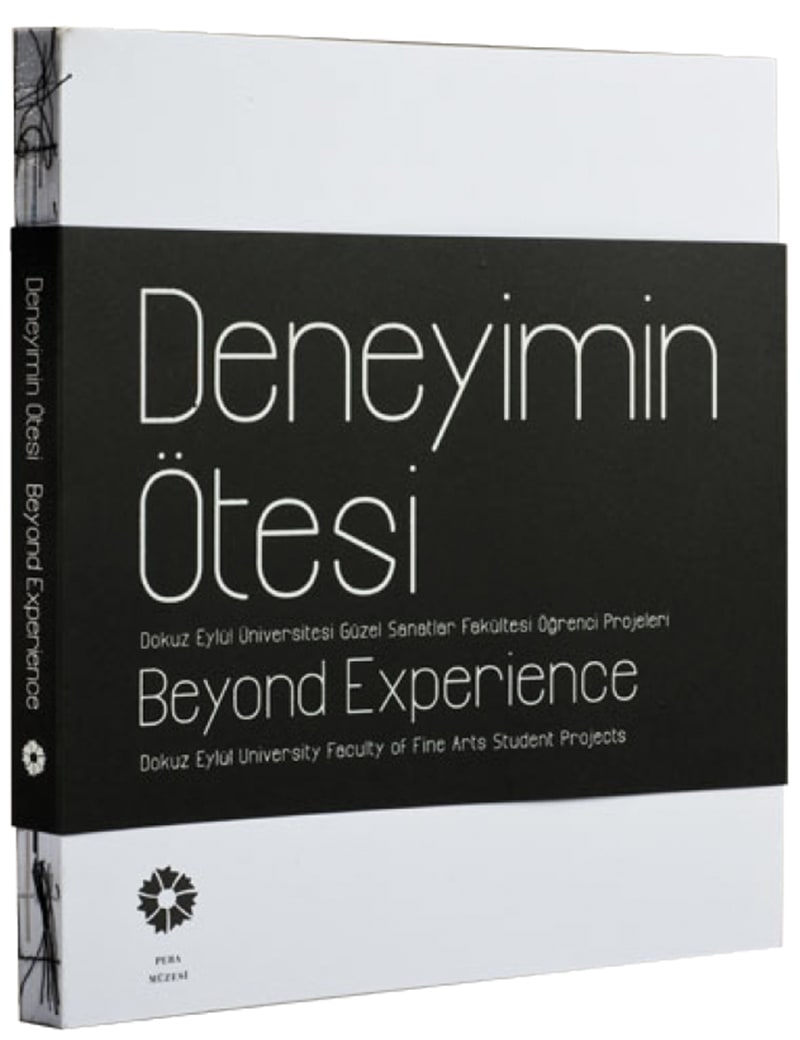 Deneyimin Ötesi Beyond Experience
Deneyimin
Ötesi
Dokuz Eylül Üniversitesi Güzel Sanatlar Fakültesi Öğrenci Projeleri
Beyond Experience
Dokuz Eylül University Faculty of Fine Arts Student Projects
PERA
MÜZESİ